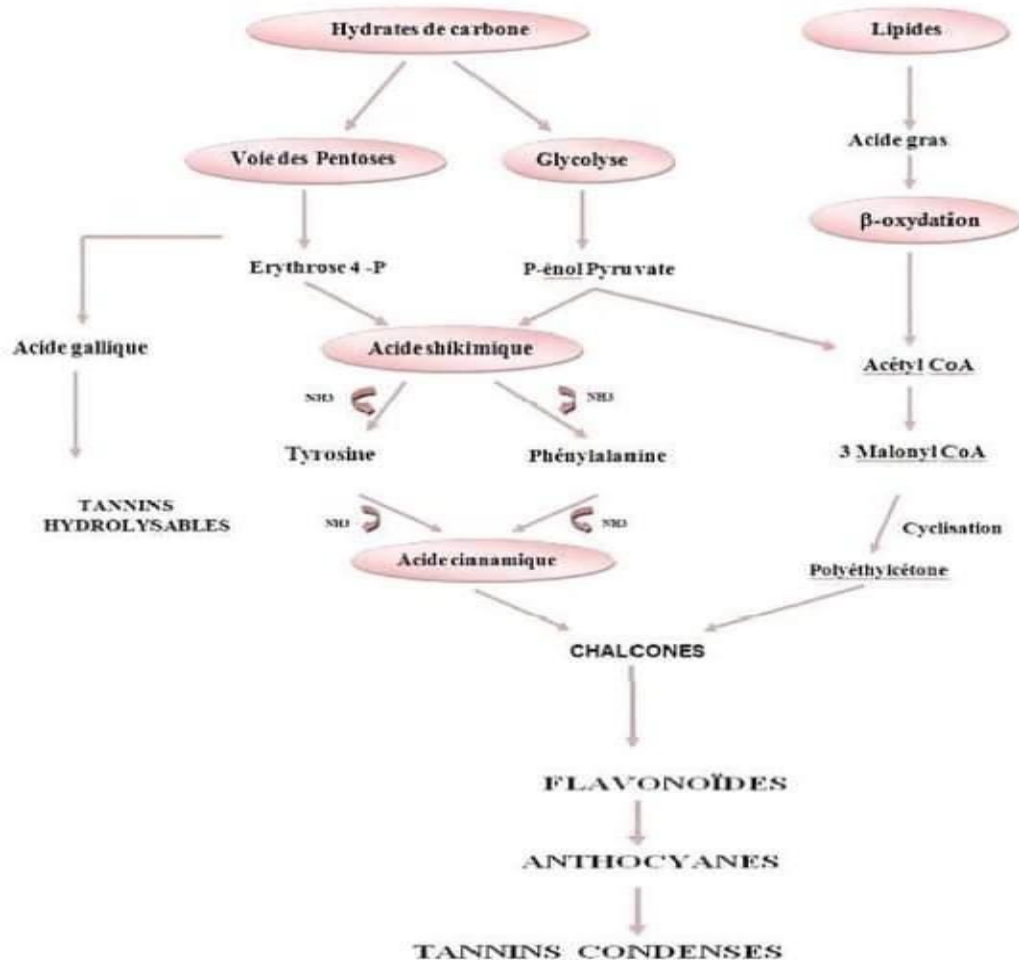 Hydrates de carbone
Lipides
Acide gras
Voie des Pentoses
Glycolyse
β-oxydation
Erythrose 4 -P
P-énol Pyruvate
Acide gallique
Acide shikimique
Acétyl CoA
NH3
NH3
Tyrosine
Phénylalanine
3 Malonyl CoA
TANNINS
HYDROLYSABLES
NH3
NH3
Cyclisation
Acide cinnamique
Polyéthylcétone
CHALCONES
FLAVONOÏDES
ANTHOCYANES
TANNINS CONDENSES